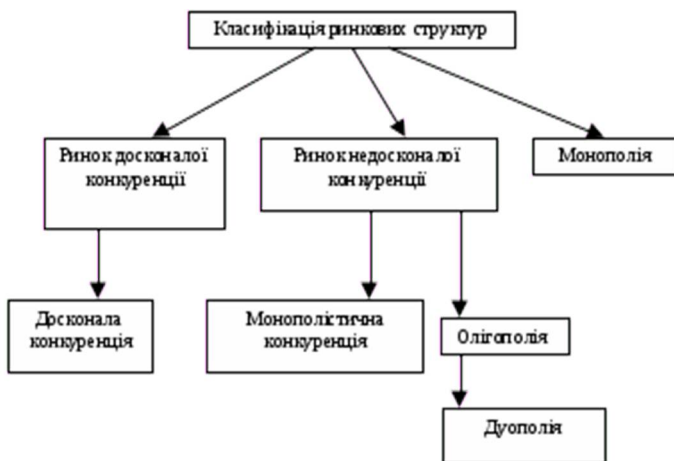 Класифікація ринкових структур
Ринок досконалої
конкуренції
Ринок недосконалої
конкуренції
Монополія
Досконала
конкуренція
Монополістична
конкуренція
Олігополія
Дуополія